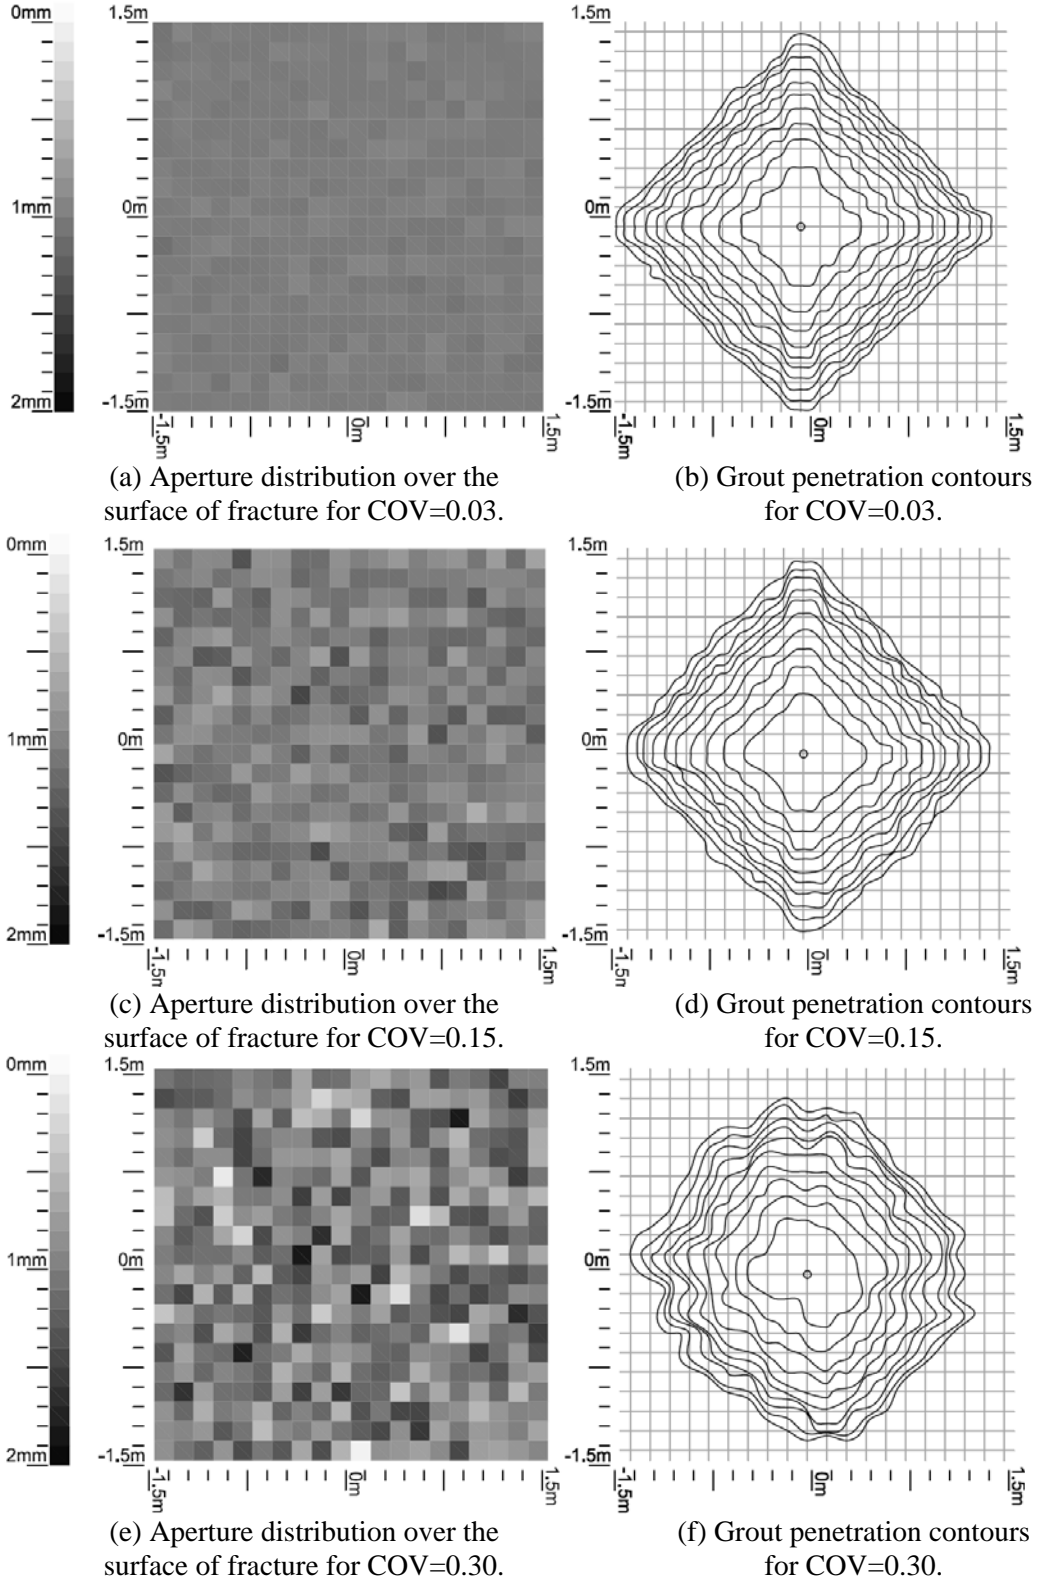 0mm
1mm
2mm
1.5m
0m
-1.5m
-1.5m
0m
1.5m
1.5m
0m
-1.5m
-1.5m
0m
1.5m
(a) Aperture distribution over the
surface of fracture for COV=0.03.
(b) Grout penetration contours
for COV=0.03.
0mm
1mm
2mm
1.5m
0m
-1.5m
-1.5m
0m
1.5m
1.5m
0m
-1.5m
-1.5m
0m
1.5m
(c) Aperture distribution over the
surface of fracture for COV=0.15.
(d) Grout penetration contours
for COV=0.15.
0mm
1mm
2mm
1.5m
0m
-1.5m
-1.5m
0m
1.5m
1.5m
0m
-1.5m
-1.5m
0m
1.5m
(e) Aperture distribution over the
surface of fracture for COV=0.30.
(f) Grout penetration contours
for COV=0.30.